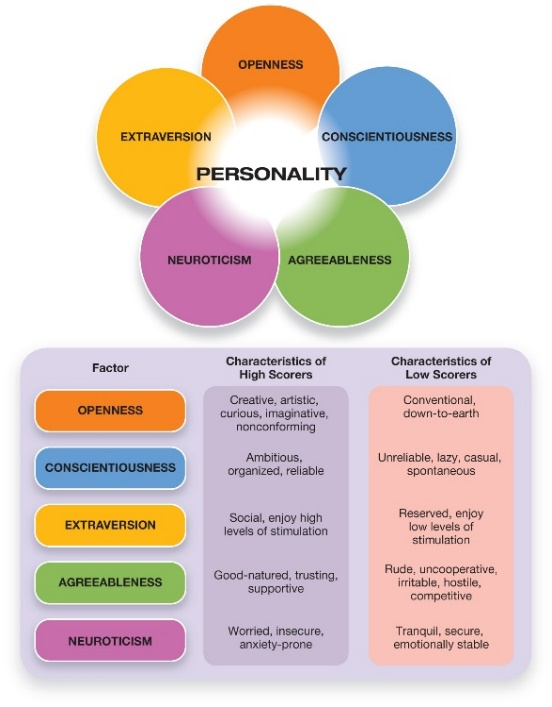 OPENNESS
EXTRAVERSION
CONSCIENTIOUSNESS
PERSONALITY
NEUROTICISM
AGREEABLENESS
Factor
Characteristics of
High Scorers
Characteristics of
Low Scorers
OPENNESS
Creative, artistic,
curious, imaginative,
nonconforming
Conventional,
down-to-earth
CONSCIENTIOUSNESS
Ambitious,
organized, reliable
Unreliable, lazy, casual,
spontaneous
EXTRAVERSION
Social, enjoy high
levels of stimulation
Reserved, enjoy
low levels of
stimulation
AGREEABLENESS
Good-natured, trusting,
supportive
Rude, uncooperative,
irritable, hostile,
competitive
NEUROTICISM
Worried, insecure,
anxiety-prone
Tranquil, secure,
emotionally stable